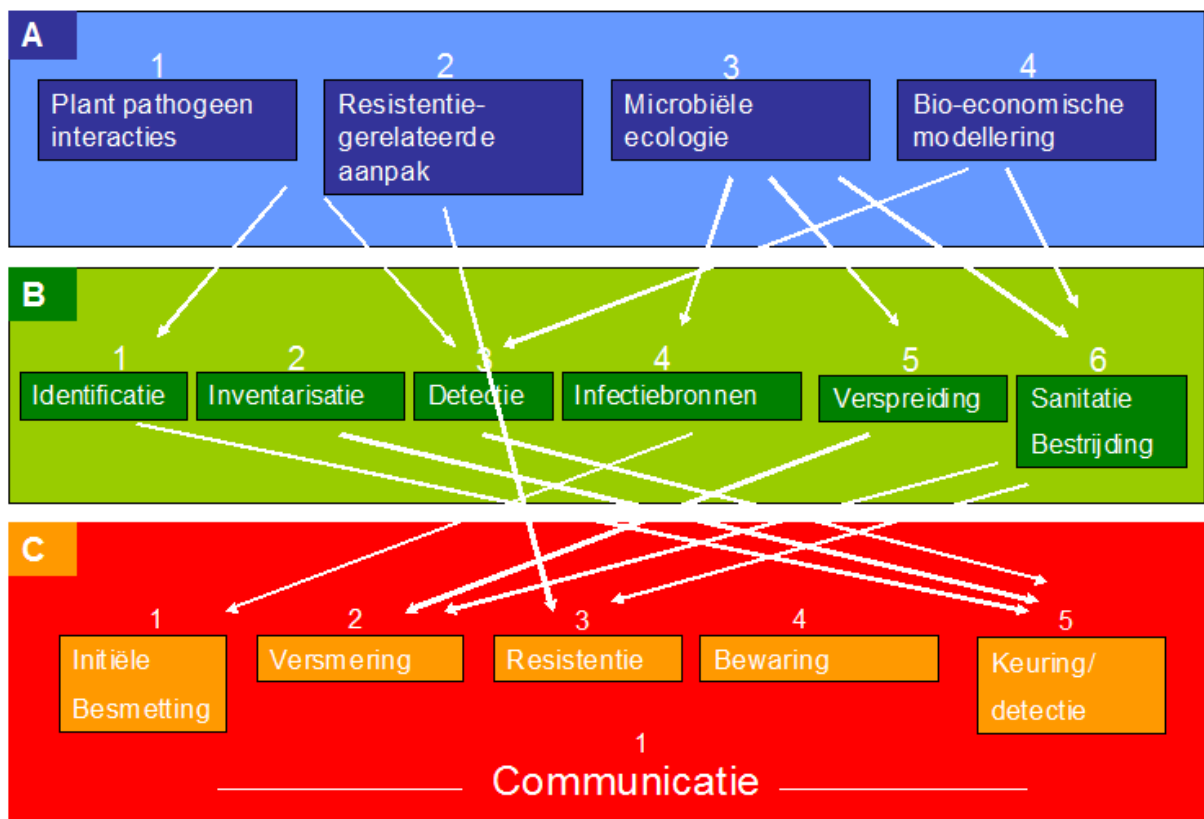 A
1
2
3
4
Plant pathogeen
interacties
Resistentie-
gerelateerde
aanpak
Microbiële
ecologie
Bio-economische
modellering
B
1
2
3
4
5
6
Identificatie
Inventarisatie
Detectie
Infectiebronnen
Verspreiding
Sanitatie
Bestrijding
C
1
2
3
4
5
Initiële
Besmetting
Versmering
Resistentie
Bewaring
Keuring/
detectie
1
Communicatie